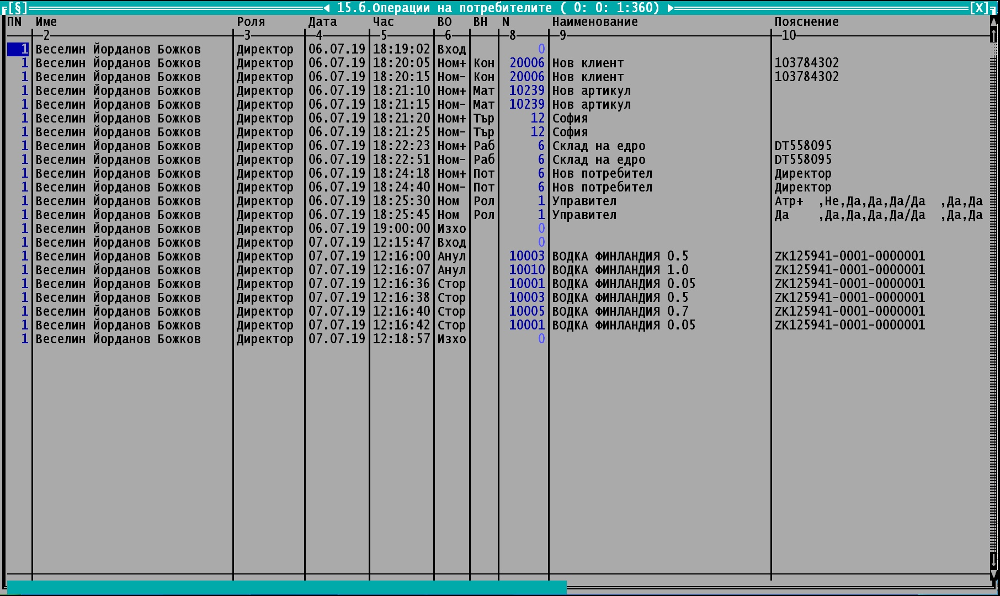 [§] 15.6.Операции на потребителите ( 0: 0: 1:360) [X]
ПN Име Роля Дата Час ВО ВН N Наименование Пояснение
2 3 4 5 6 8 9 10
1 Веселин Йорданов Божков Директор 06.07.19 18:19:02 Вход 0
1 Веселин Йорданов Божков Директор 06.07.19 18:20:05 Ном+ Кон 20006 Нов клиент 103784302
1 Веселин Йорданов Божков Директор 06.07.19 18:20:15 Ном- Кон 20006 Нов клиент 103784302
1 Веселин Йорданов Божков Директор 06.07.19 18:21:10 Ном+ Мат 10239 Нов артикул
1 Веселин Йорданов Божков Директор 06.07.19 18:21:15 Ном- Мат 10239 Нов артикул
1 Веселин Йорданов Божков Директор 06.07.19 18:21:20 Ном+ Тър 12 София
1 Веселин Йорданов Божков Директор 06.07.19 18:21:25 Ном- Тър 12 София
1 Веселин Йорданов Божков Директор 06.07.19 18:22:23 Ном+ Раб 6 Склад на едро DT558095
1 Веселин Йорданов Божков Директор 06.07.19 18:22:51 Ном- Раб 6 Склад на едро DT558095
1 Веселин Йорданов Божков Директор 06.07.19 18:24:18 Ном+ Пот 6 Нов потребител Директор
1 Веселин Йорданов Божков Директор 06.07.19 18:24:40 Ном- Пот 6 Нов потребител Директор
1 Веселин Йорданов Божков Директор 06.07.19 18:25:30 Ном Рол 1 Управител Атр+ ,Не,Да,Да,Да/Да ,Да,Да
1 Веселин Йорданов Божков Директор 06.07.19 18:25:45 Ном Рол 1 Управител Да ,Да,Да,Да,Да/Да ,Да,Да
1 Веселин Йорданов Божков Директор 06.07.19 19:00:00 Изхо 0
1 Веселин Йорданов Божков Директор 07.07.19 12:15:47 Вход 0
1 Веселин Йорданов Божков Директор 07.07.19 12:16:00 Анул 10003 ВОДКА ФИНЛАНДИЯ 0.5 ZK125941-0001-0000001
1 Веселин Йорданов Божков Директор 07.07.19 12:16:07 Анул 10010 ВОДКА ФИНЛАНДИЯ 1.0 ZK125941-0001-0000001
1 Веселин Йорданов Божков Директор 07.07.19 12:16:36 Стор 10001 ВОДКА ФИНЛАНДИЯ 0.05 ZK125941-0001-0000001
1 Веселин Йорданов Божков Директор 07.07.19 12:16:38 Стор 10003 ВОДКА ФИНЛАНДИЯ 0.5 ZK125941-0001-0000001
1 Веселин Йорданов Божков Директор 07.07.19 12:16:40 Стор 10005 ВОДКА ФИНЛАНДИЯ 0.7 ZK125941-0001-0000001
1 Веселин Йорданов Божков Директор 07.07.19 12:16:42 Стор 10001 ВОДКА ФИНЛАНДИЯ 0.05 ZK125941-0001-0000001
1 Веселин Йорданов Божков Директор 07.07.19 12:18:57 Изхо 0